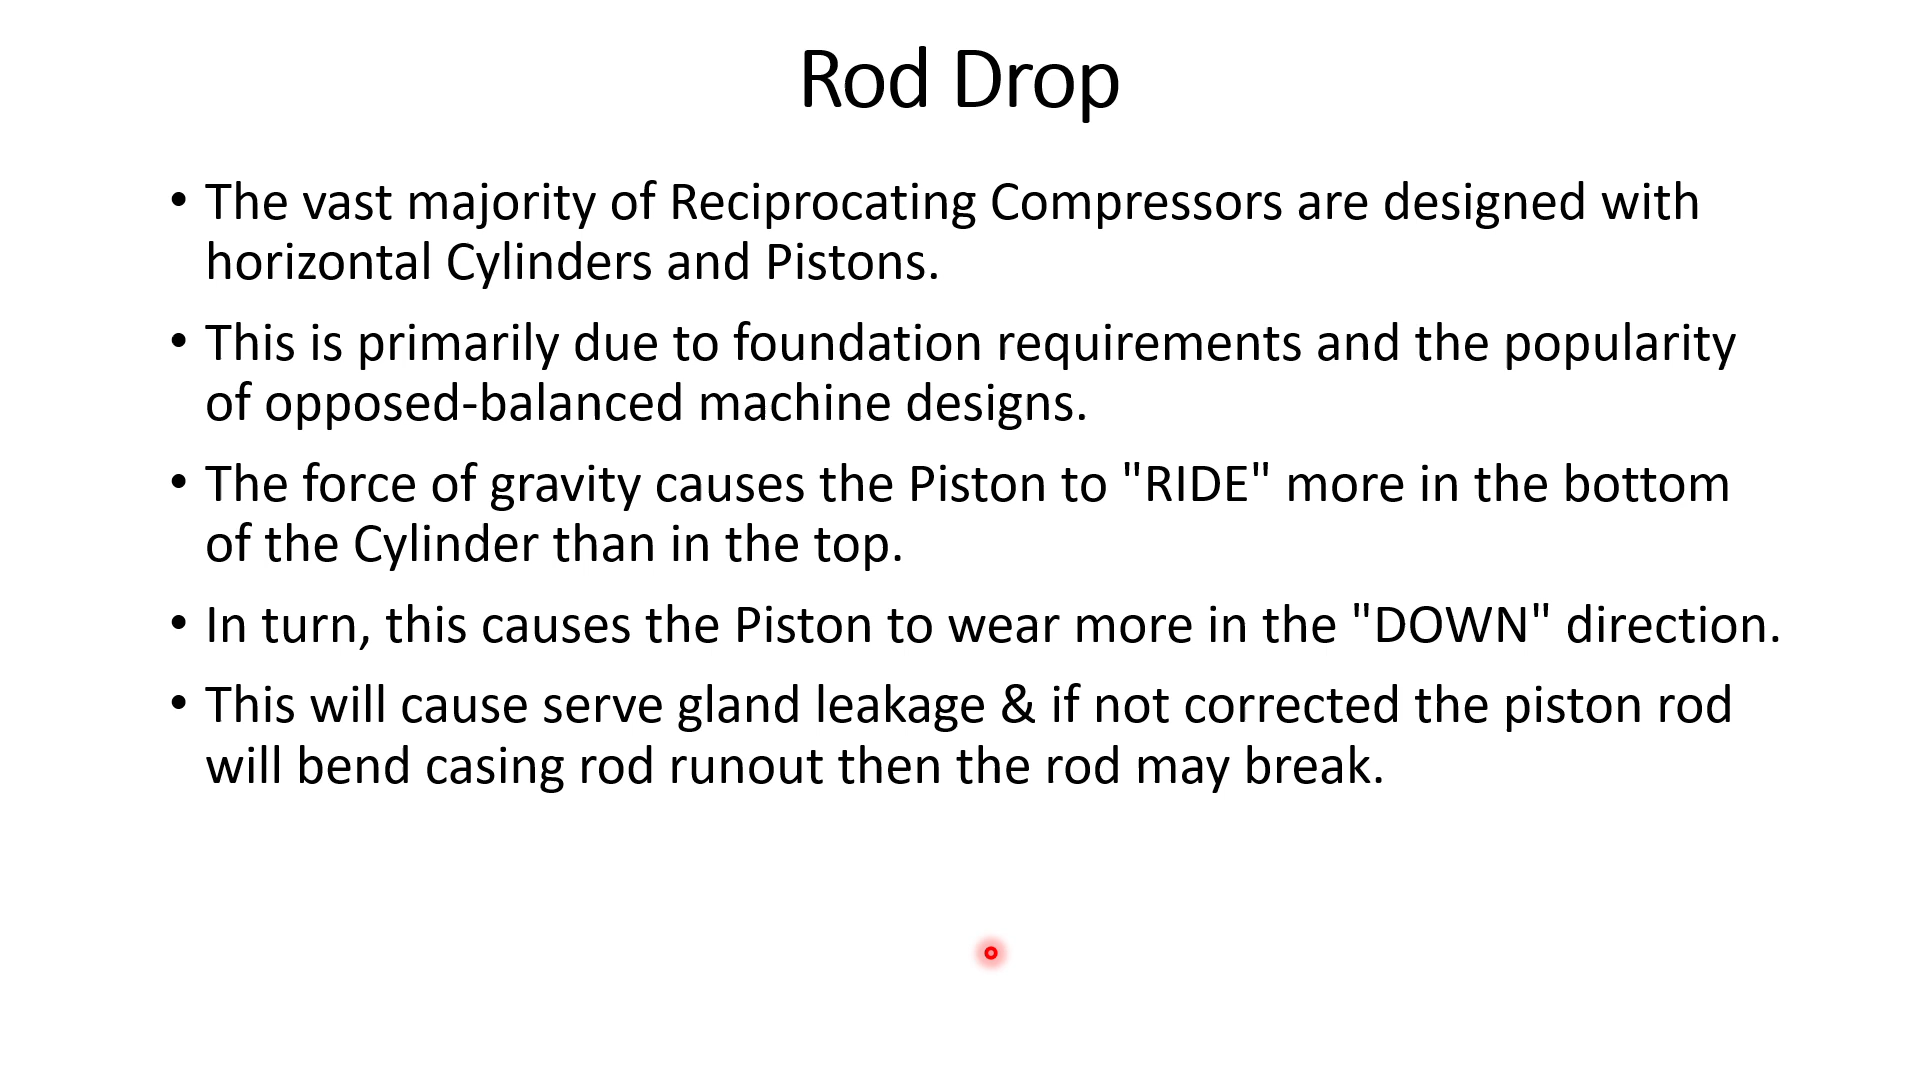 Rod Drop
• The vast majority of Reciprocating Compressors are designed with
horizontal Cylinders and Pistons.
• This is primarily due to foundation requirements and the popularity
of opposed-balanced machine designs.
• The force of gravity causes the Piston to "RIDE" more in the bottom
of the Cylinder than in the top.
• In turn, this causes the Piston to wear more in the "DOWN" direction.
• This will cause serve gland leakage & if not corrected the piston rod
will bend casing rod runout then the rod may break.